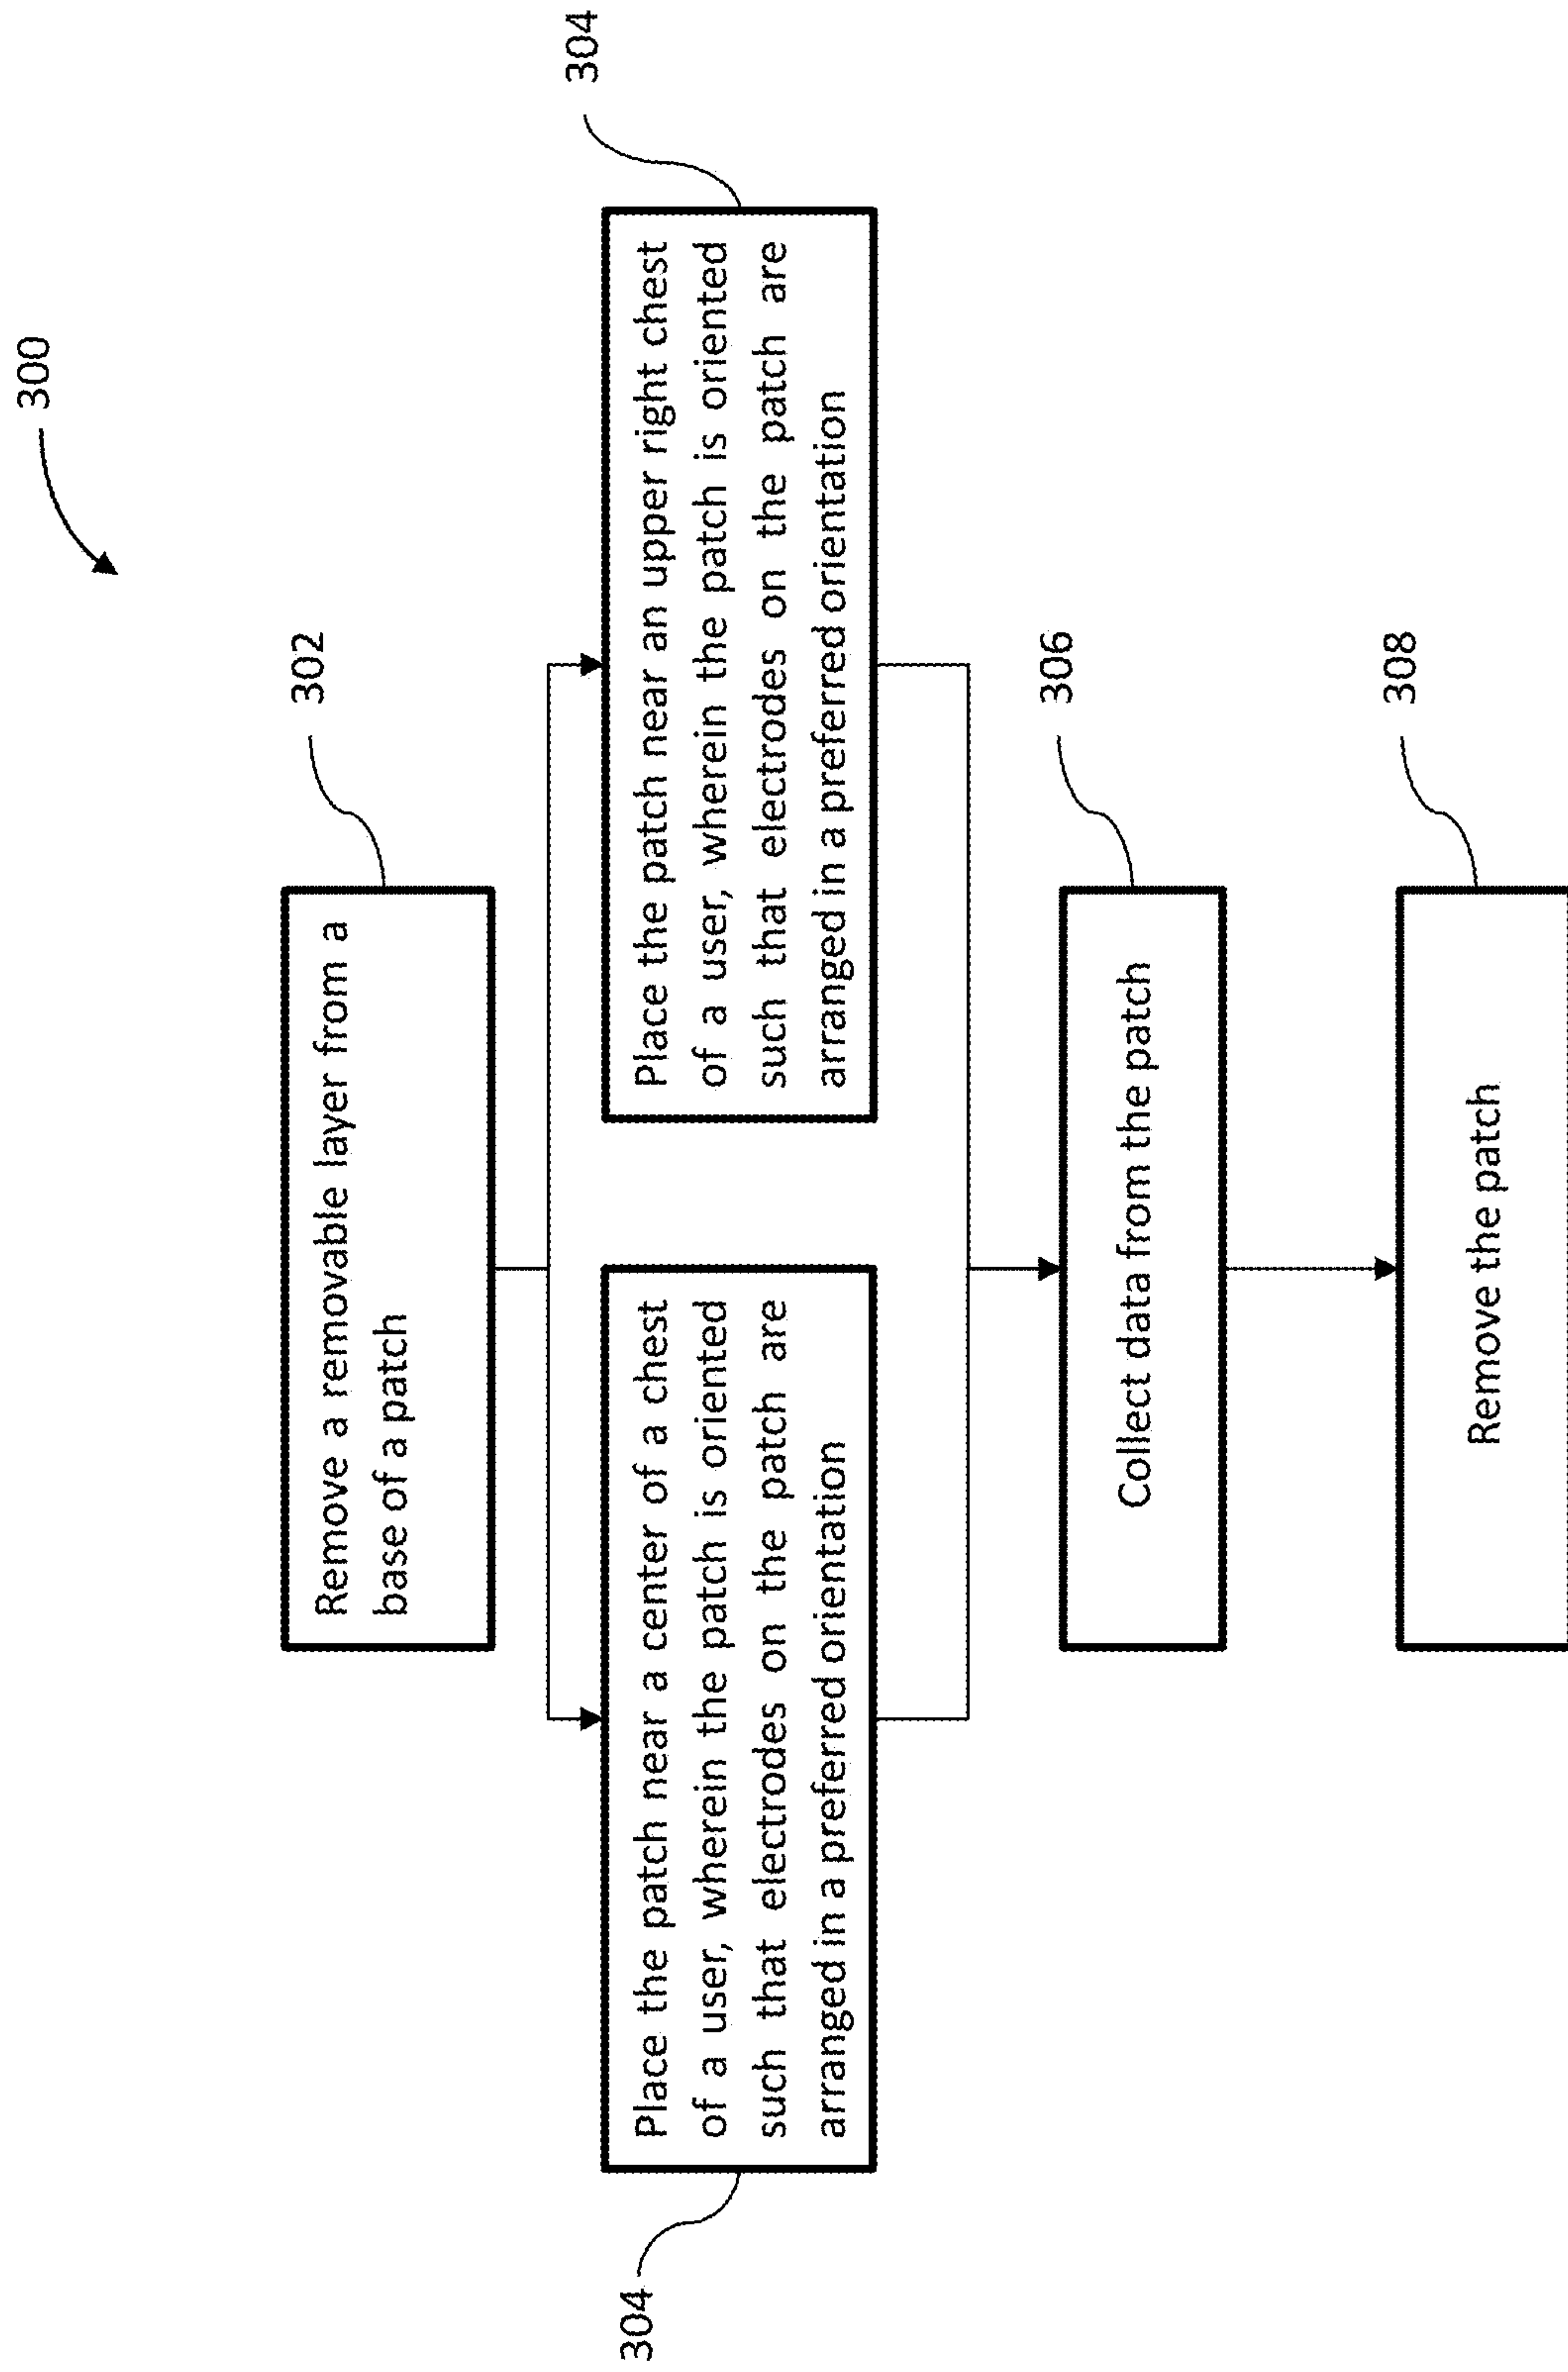 300
302
Remove a removable layer from a
base of a patch
304
Place the patch near a center of a chest
of a user, wherein the patch is oriented
such that electrodes on the patch are
arranged in a preferred orientation
304
Place the patch near an upper right chest
of a user, wherein the patch is oriented
such that electrodes on the patch are
arranged in a preferred orientation
306
Collect data from the patch
308
Remove the patch